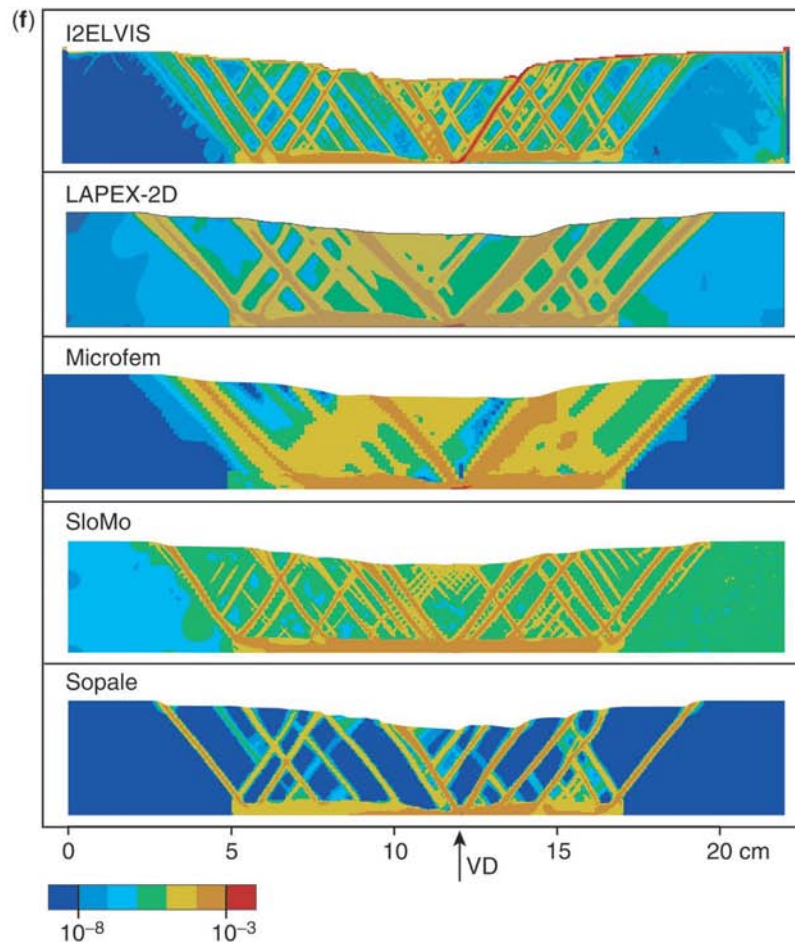 (f)
I2ELVIS
LAPEX-2D
Microfem
SloMo
Sopale
0 5 10 15 20 cm
VD
10⁻⁸ 10⁻³